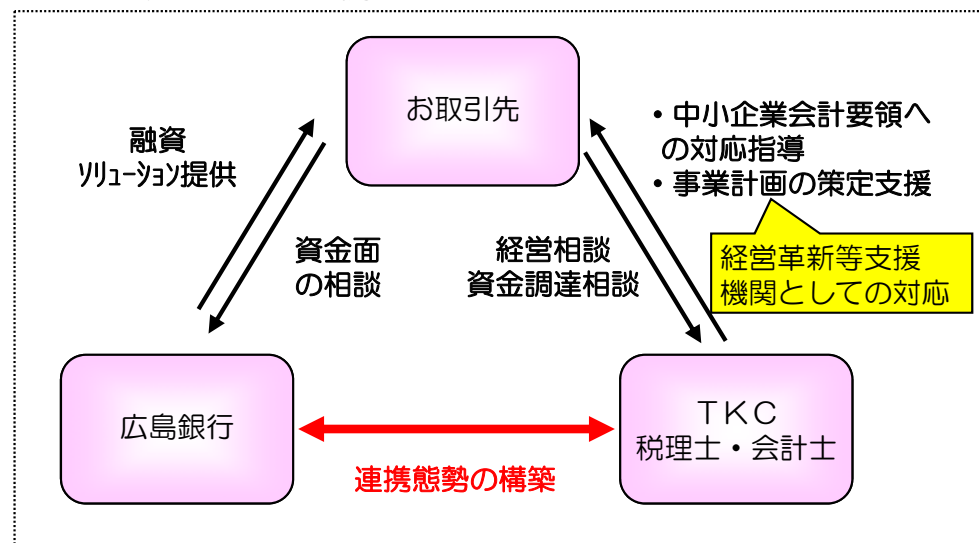 お取引先
融資
ｿﾘｭｰｼｮﾝ提供
・中小企業会計要領へ
の対応指導
・事業計画の策定支援
資金面
の相談
経営相談
資金調達相談
経営革新等支援
機関としての対応
広島銀行
ＴＫＣ
税理士・会計士
連携態勢の構築